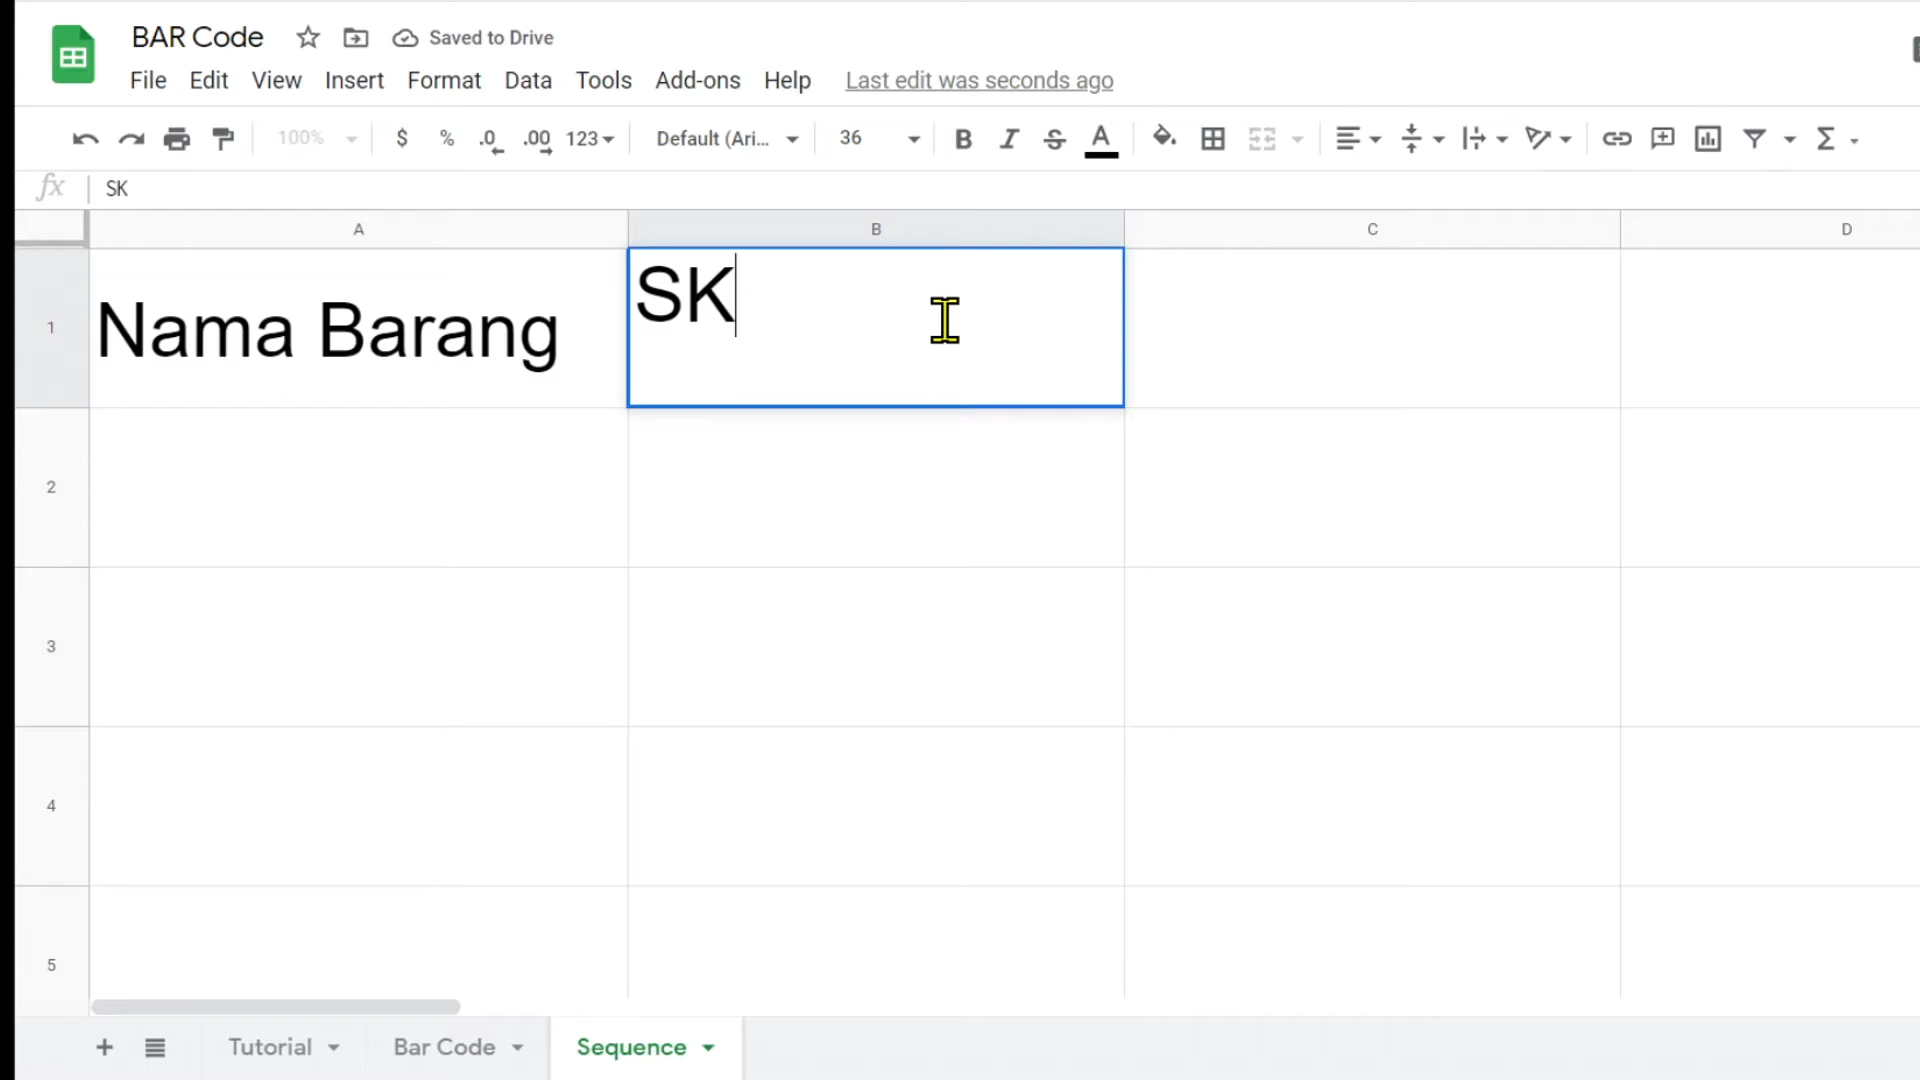 BAR Code Saved to Drive
File Edit View Insert Format Data Tools Add-ons Help Last edit was seconds ago
100% $ % .0 .00 123 Default (Ari... 36 B I S A Σ
fx SK
A B C D
1 Nama Barang SK
2
3
4
5
+ Tutorial Bar Code Sequence